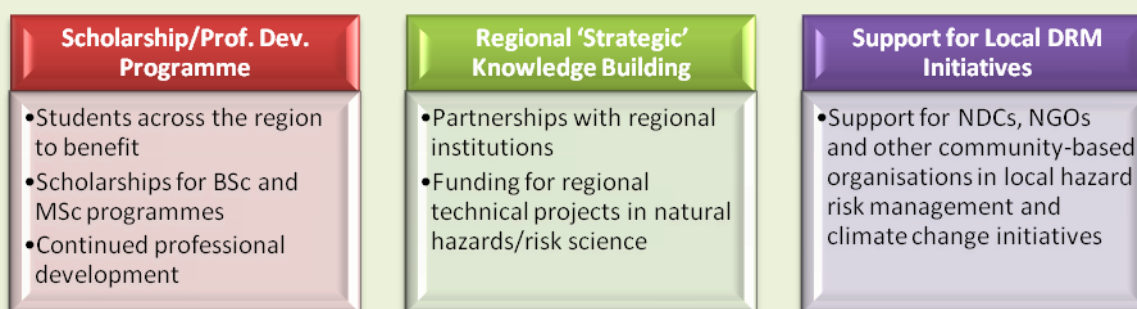 Scholarship/Prof. Dev.
Programme
•Students across the region
to benefit
•Scholarships for BSc and
MSc programmes
•Continued professional
development
Regional ‘Strategic’
Knowledge Building
•Partnerships with regional
institutions
•Funding for regional
technical projects in natural
hazards/risk science
Support for Local DRM
Initiatives
•Support for NDCs, NGOs
and other community-based
organisations in local hazard
risk management and
climate change initiatives